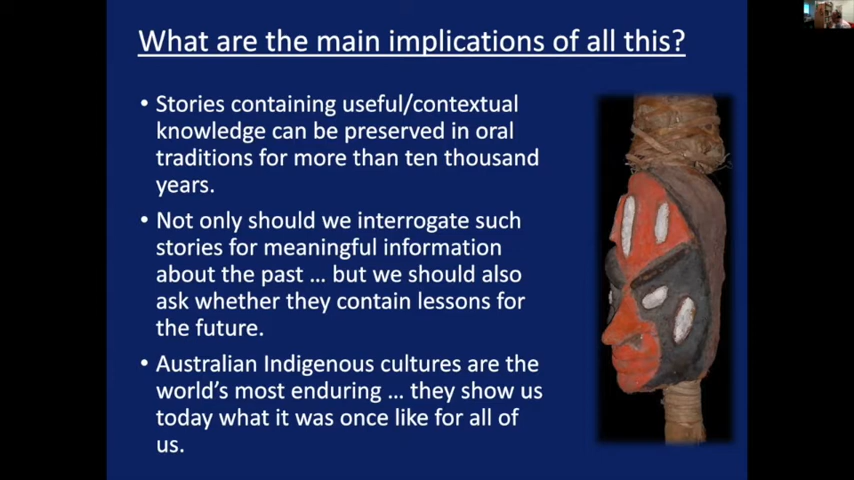 What are the main implications of all this?
• Stories containing useful/contextual
knowledge can be preserved in oral
traditions for more than ten thousand
years.
• Not only should we interrogate such
stories for meaningful information
about the past … but we should also
ask whether they contain lessons for
the future.
• Australian Indigenous cultures are the
world’s most enduring … they show us
today what it was once like for all of
us.